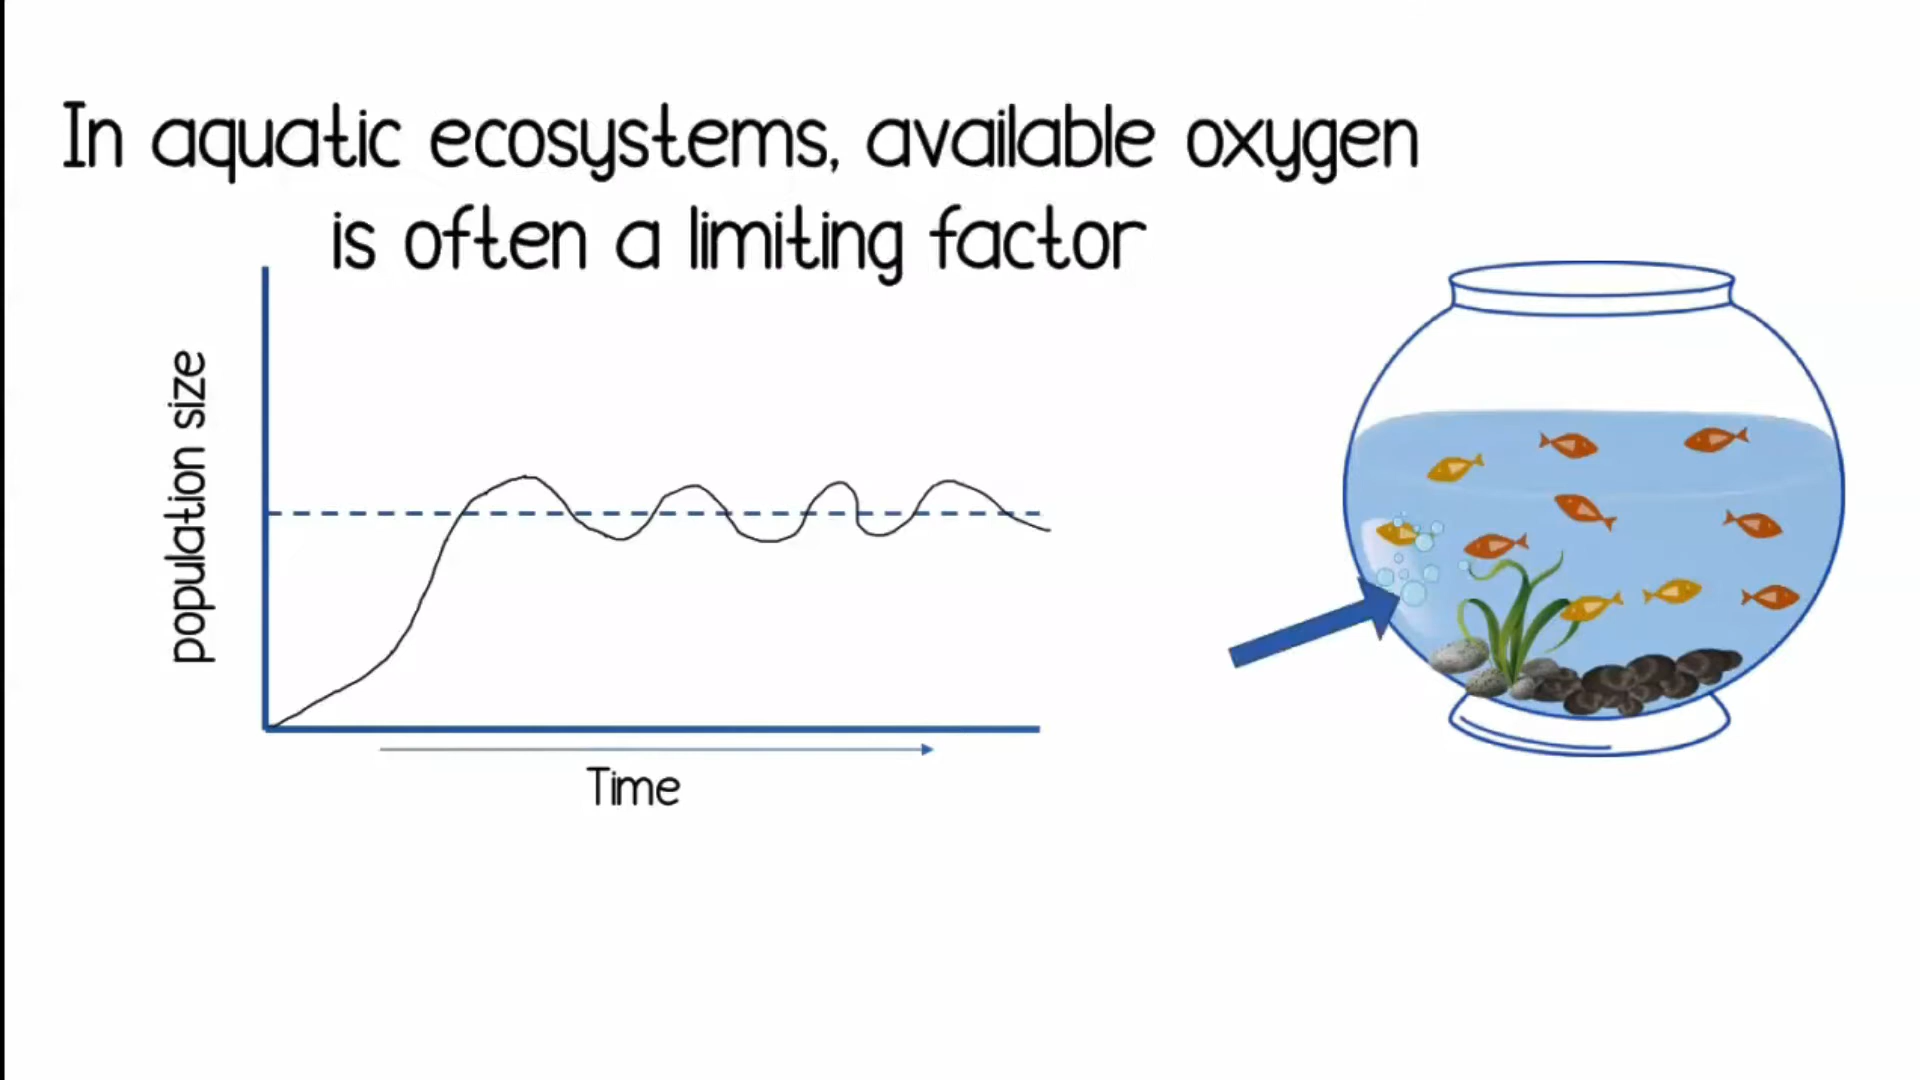 In aquatic ecosystems, available oxygen
is often a limiting factor
population size
Time